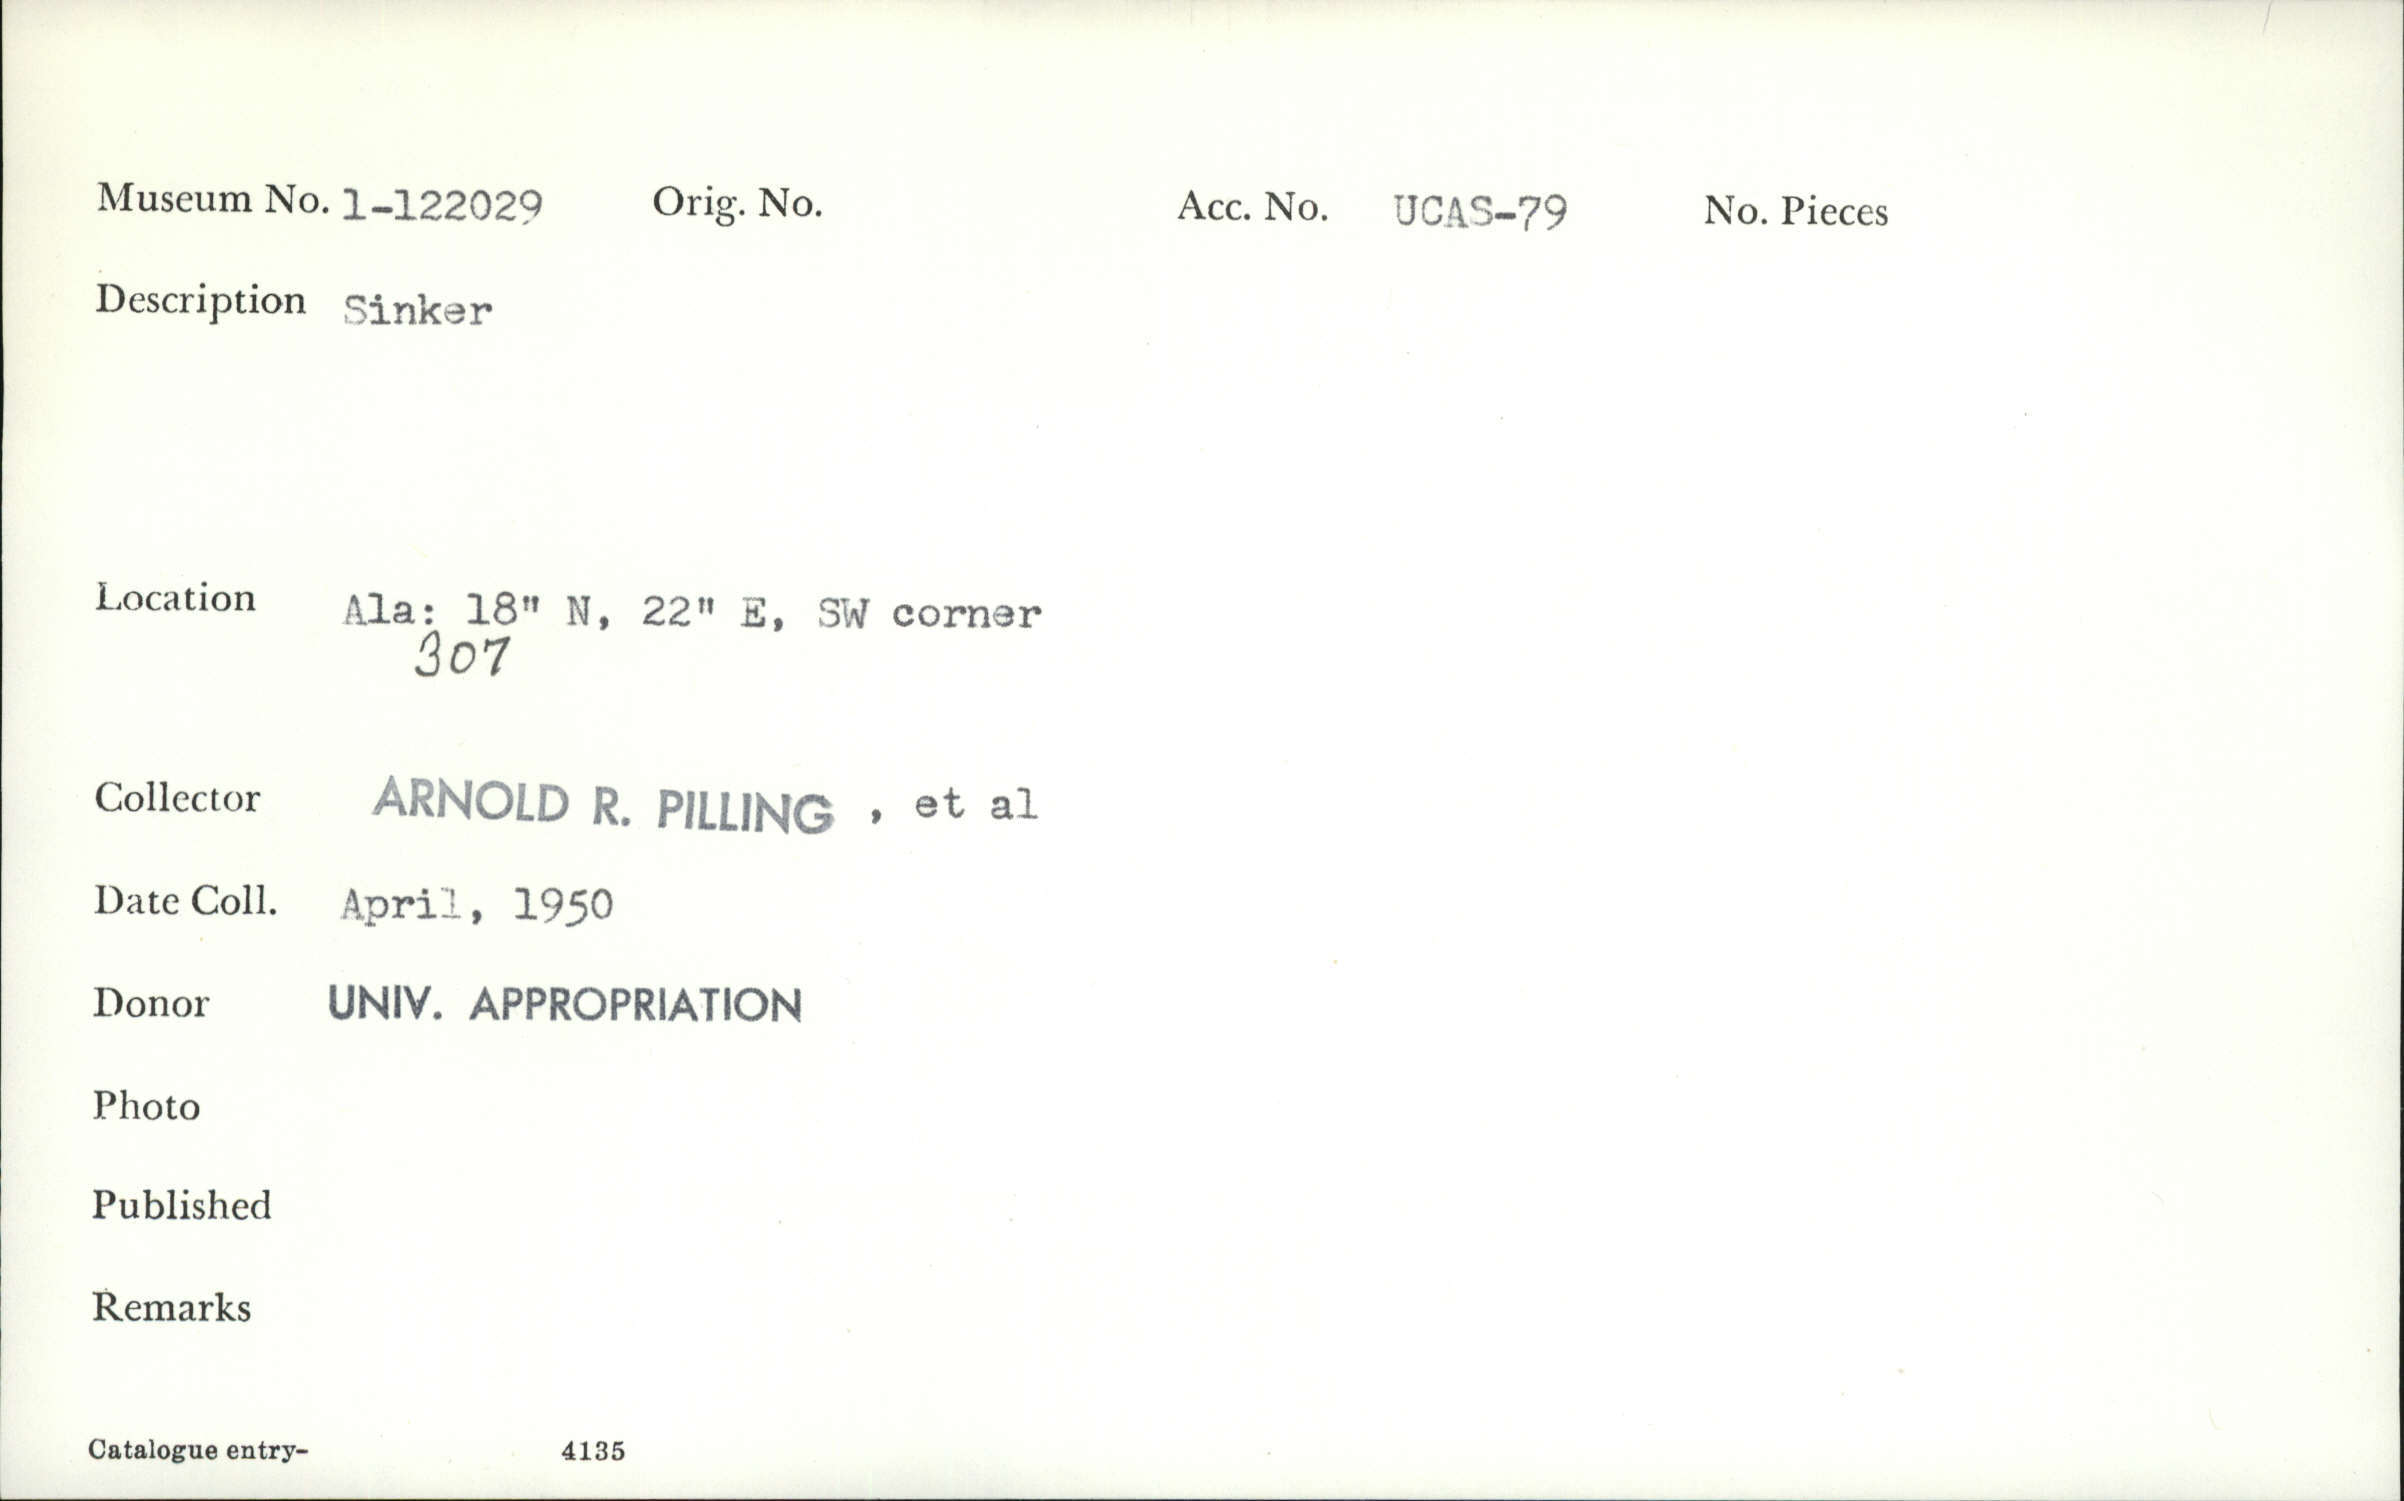 Museum No. 1-122029 Orig. No. Acc. No. UCAS-79 No. Pieces
Description Sinker
Location Ala: 18" N, 22" E, SW corner
307
Collector ARNOLD R. PILLING , et al
Date Coll. April, 1950
Donor UNIV. APPROPRIATION
Photo
Published
Remarks
Catalogue entry- 4135